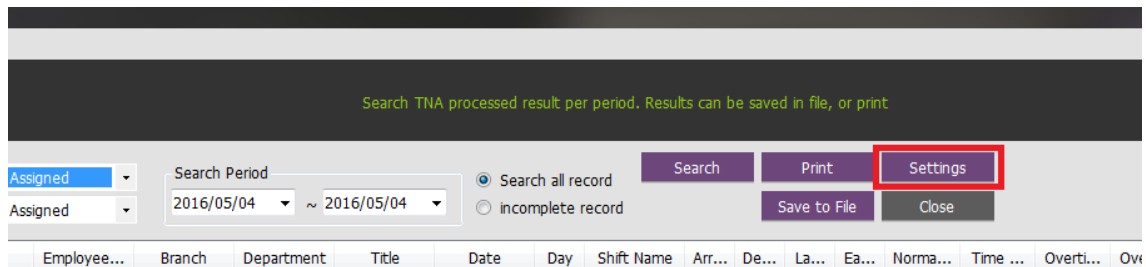 Search TNA processed result per period. Results can be saved in file, or print
Assigned
Search Period
Search all record
Search
Print
Settings
Assigned
2016/05/04 ~ 2016/05/04
incomplete record
Save to File
Close
Employee... Branch Department Title Date Day Shift Name Arr... De... La... Ea... Norma... Time ... Overti... Ove